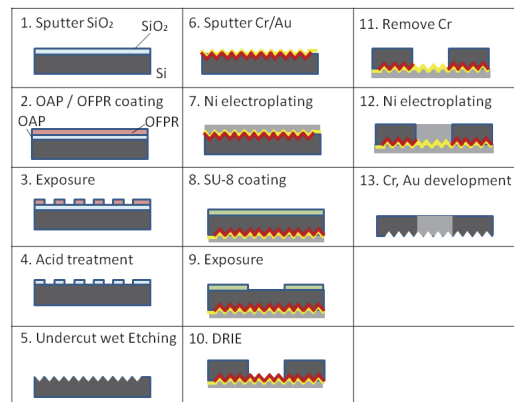 1. Sputter SiO₂
SiO₂
Si
2. OAP / OFPR coating
OAP
OFPR
3. Exposure
4. Acid treatment
5. Undercut wet Etching
6. Sputter Cr/Au
7. Ni electroplating
8. SU-8 coating
9. Exposure
10. DRIE
11. Remove Cr
12. Ni electroplating
13. Cr, Au development